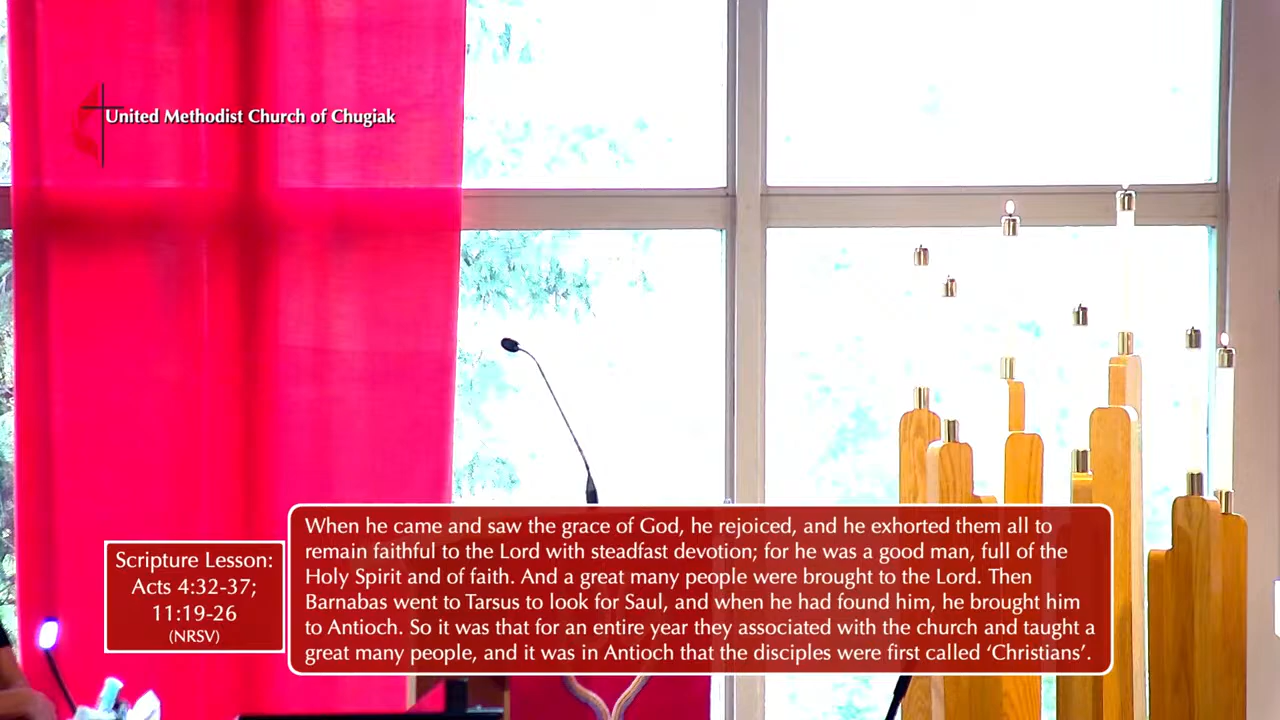 United Methodist Church of Chugiak
Scripture Lesson:
Acts 4:32-37;
11:19-26
(NRSV)
When he came and saw the grace of God, he rejoiced, and he exhorted them all to
remain faithful to the Lord with steadfast devotion; for he was a good man, full of the
Holy Spirit and of faith. And a great many people were brought to the Lord. Then
Barnabas went to Tarsus to look for Saul, and when he had found him, he brought him
to Antioch. So it was that for an entire year they associated with the church and taught a
great many people, and it was in Antioch that the disciples were first called ‘Christians’.